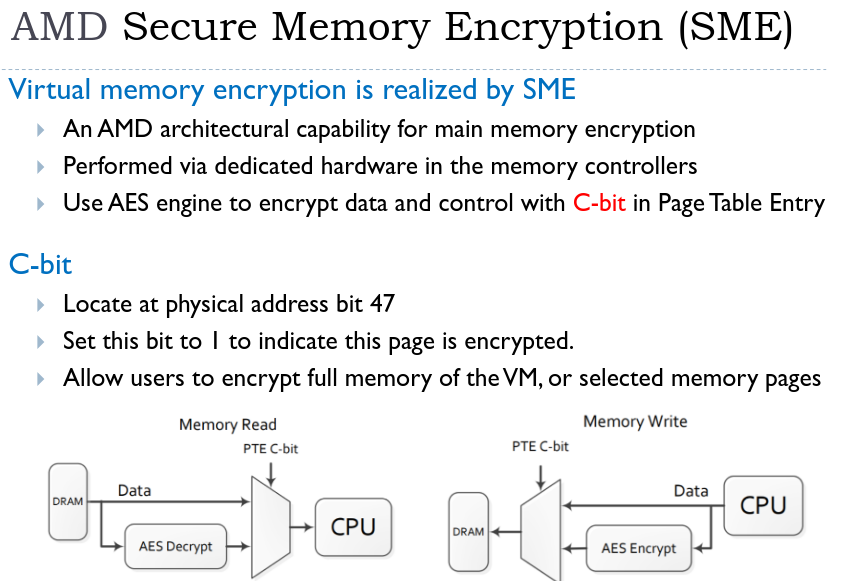 AMD Secure Memory Encryption (SME)
Virtual memory encryption is realized by SME
An AMD architectural capability for main memory encryption
Performed via dedicated hardware in the memory controllers
Use AES engine to encrypt data and control with C-bit in Page Table Entry
C-bit
Locate at physical address bit 47
Set this bit to 1 to indicate this page is encrypted.
Allow users to encrypt full memory of the VM, or selected memory pages
Memory Read
PTE C-bit
DRAM
Data
AES Decrypt
CPU
Memory Write
PTE C-bit
DRAM
Data
AES Encrypt
CPU